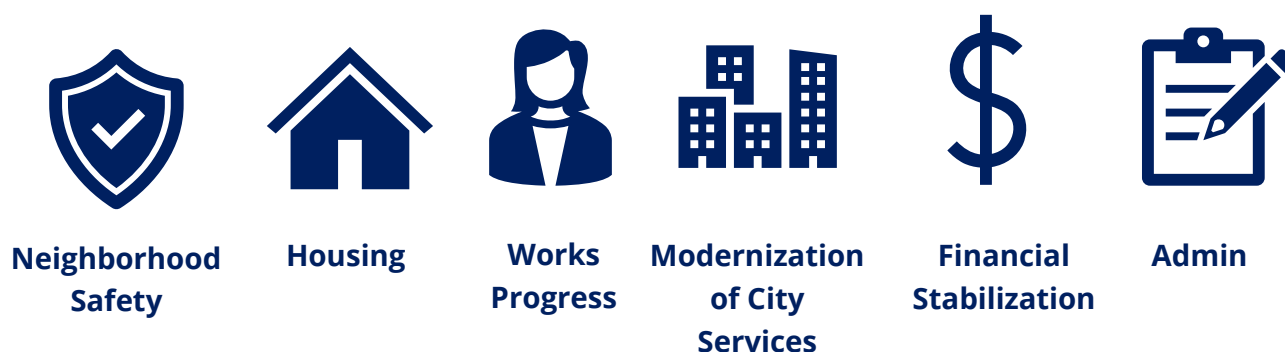 Neighborhood
Safety
Housing
Works
Progress
Modernization
of City
Services
Financial
Stabilization
Admin